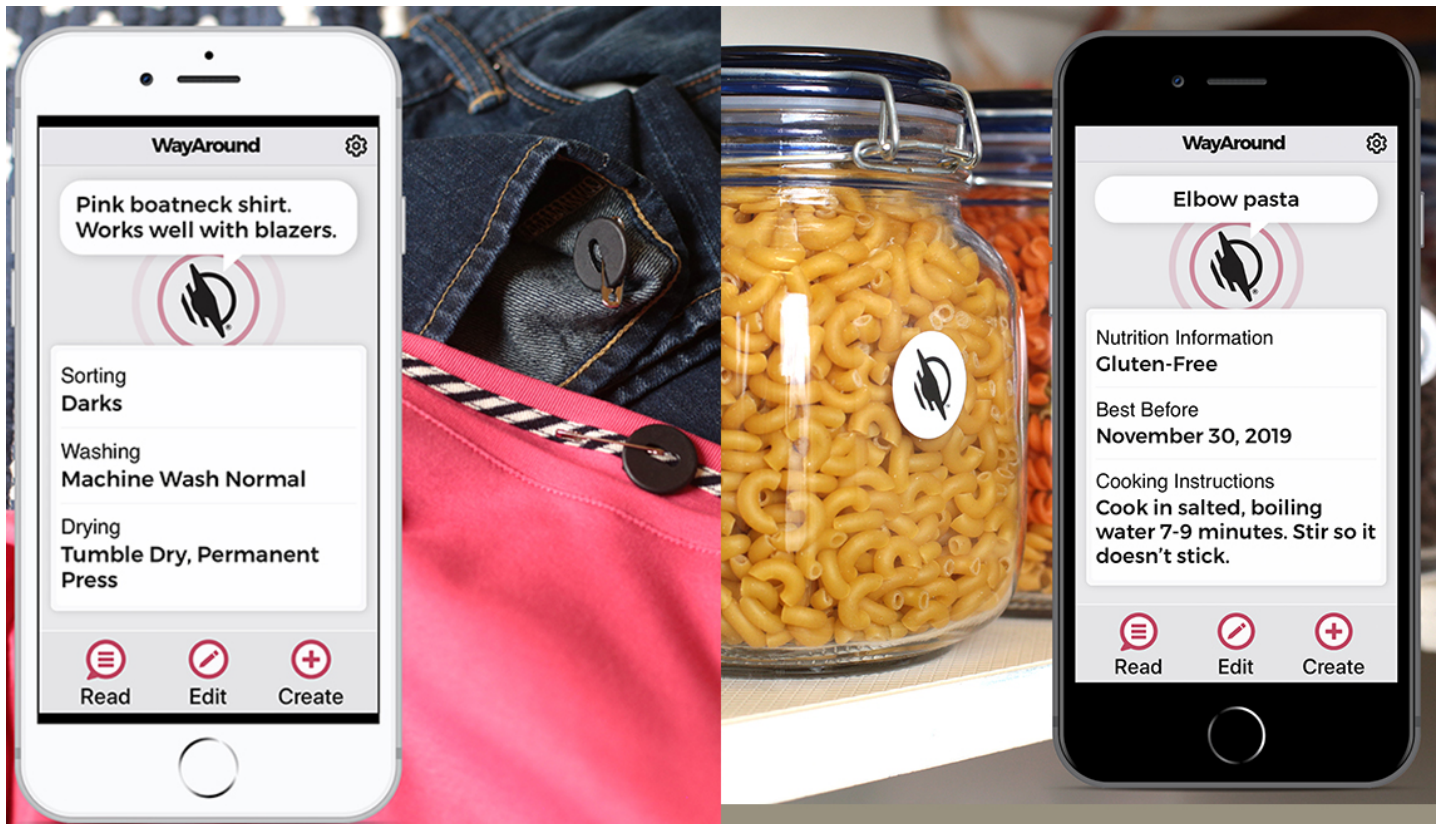 WayAround
Pink boatneck shirt.
Works well with blazers.
Sorting
Darks
Washing
Machine Wash Normal
Drying
Tumble Dry, Permanent
Press
Read Edit Create
WayAround
Elbow pasta
Nutrition Information
Gluten-Free
Best Before
November 30, 2019
Cooking Instructions
Cook in salted, boiling
water 7-9 minutes. Stir so it
doesn’t stick.
Read Edit Create